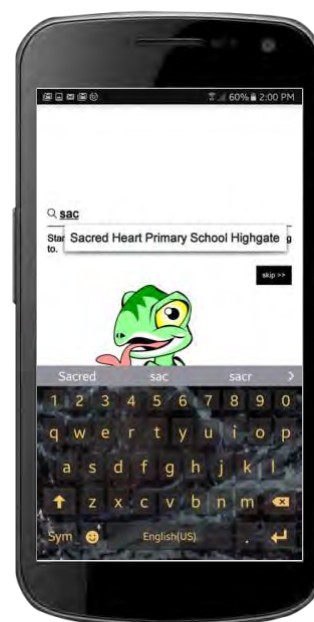 60% 2:00 PM
sac
Sacred Heart Primary School Highgate
Star g
to.
skip >>
Sacred sac sacr >
1 2 3 4 5 6 7 8 9 0
q w e r t y u i o p
a s d f g h j k l
z x c v b n m
Sym English(US) .